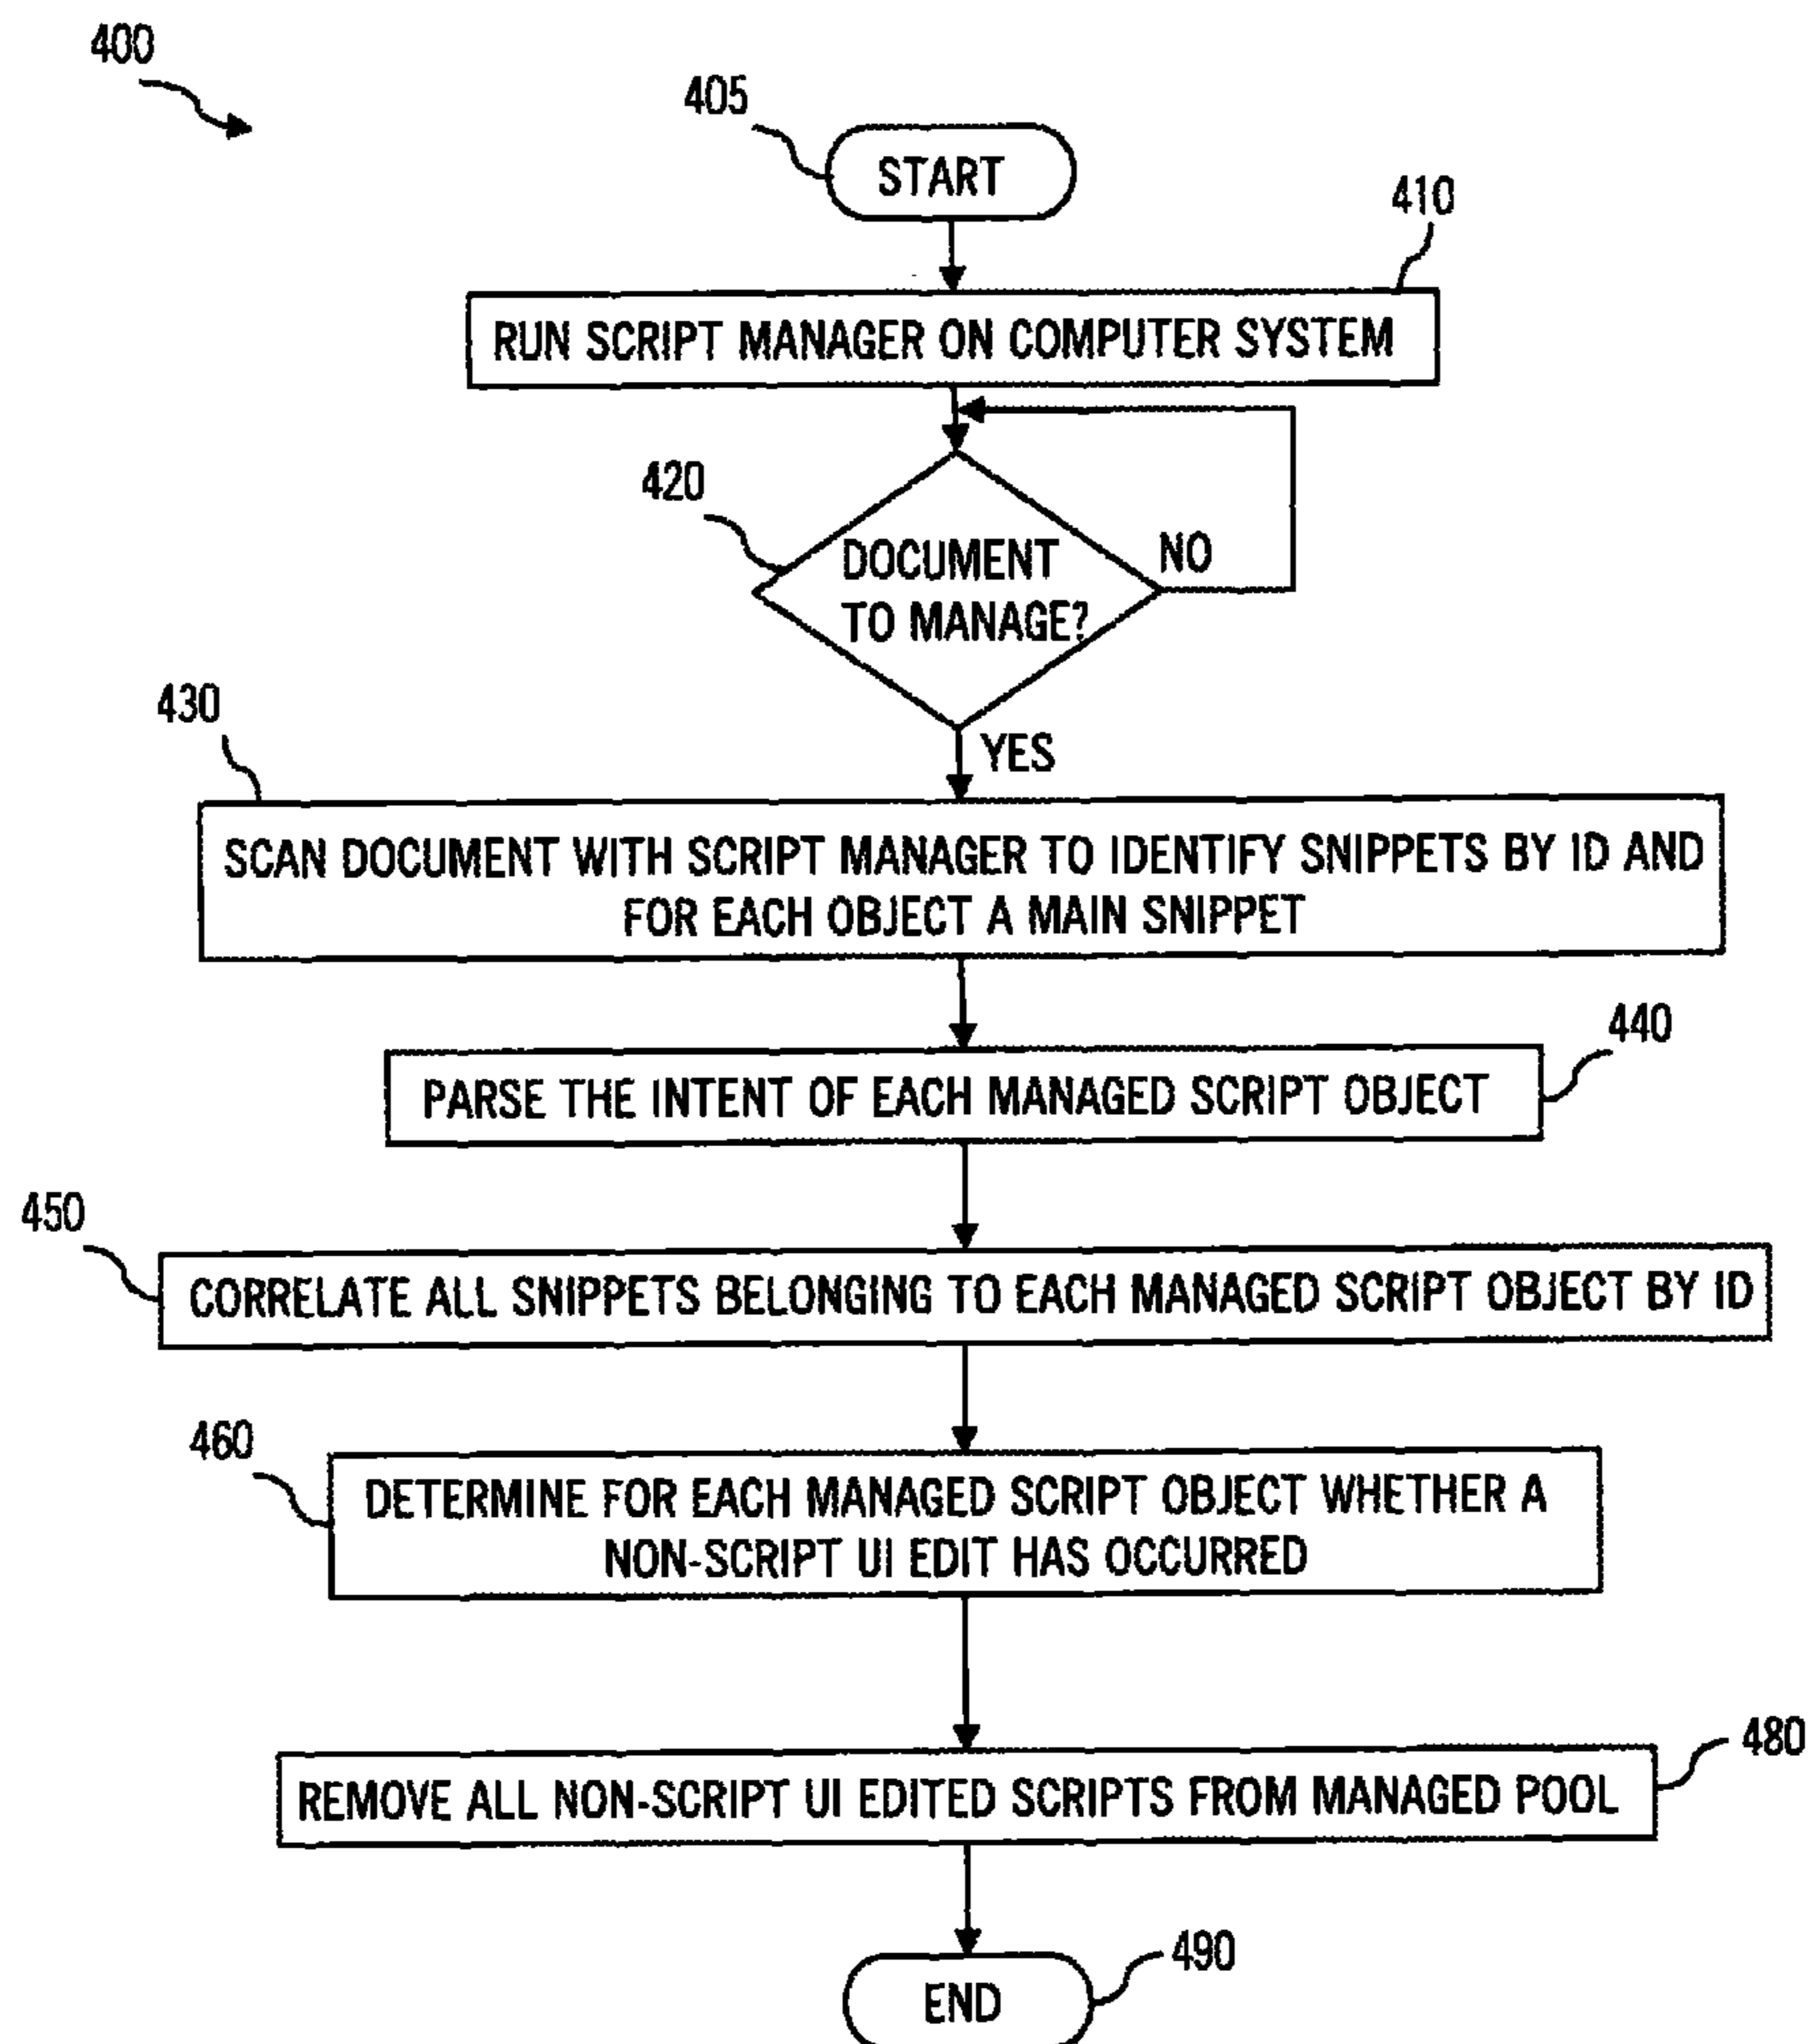 400
405
START
410
RUN SCRIPT MANAGER ON COMPUTER SYSTEM
420
DOCUMENT
TO MANAGE?
NO
YES
430
SCAN DOCUMENT WITH SCRIPT MANAGER TO IDENTIFY SNIPPETS BY ID AND
FOR EACH OBJECT A MAIN SNIPPET
440
PARSE THE INTENT OF EACH MANAGED SCRIPT OBJECT
450
CORRELATE ALL SNIPPETS BELONGING TO EACH MANAGED SCRIPT OBJECT BY ID
460
DETERMINE FOR EACH MANAGED SCRIPT OBJECT WHETHER A
NON-SCRIPT UI EDIT HAS OCCURRED
480
REMOVE ALL NON-SCRIPT UI EDITED SCRIPTS FROM MANAGED POOL
490
END